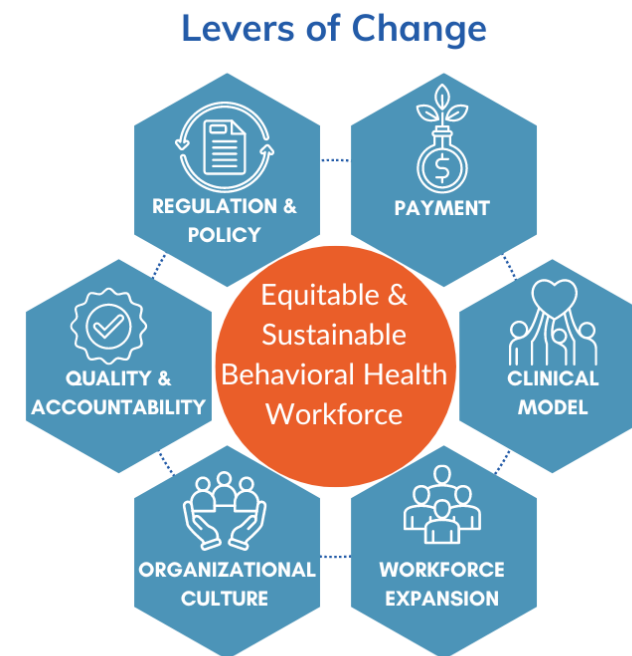 Levers of Change
REGULATION &
POLICY
PAYMENT
$
Equitable &
Sustainable
Behavioral Health
Workforce
QUALITY &
ACCOUNTABILITY
CLINICAL
MODEL
ORGANIZATIONAL
CULTURE
WORKFORCE
EXPANSION